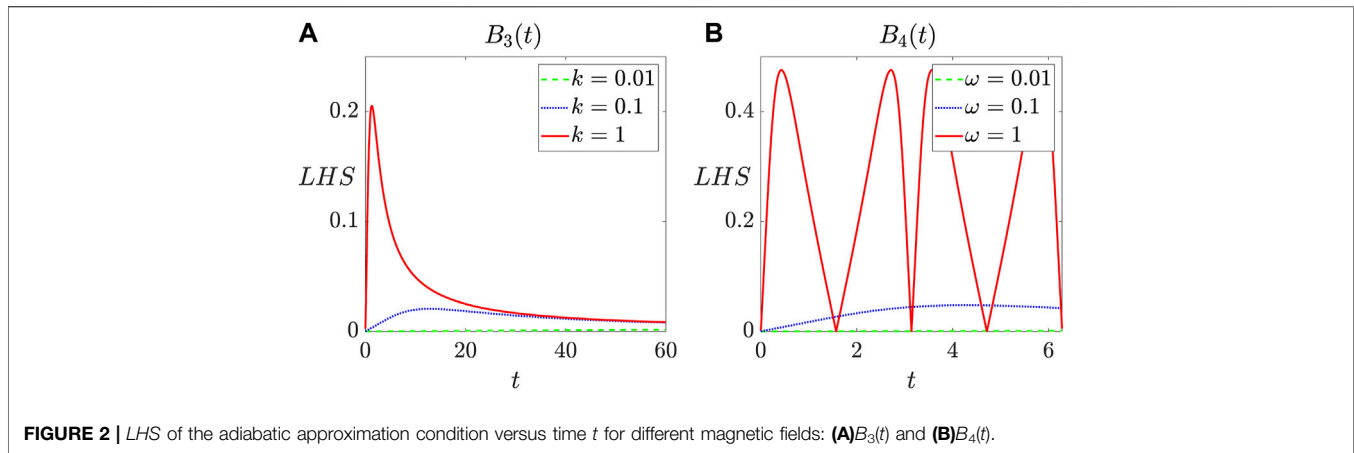 A
B₃(t)
k = 0.01
k = 0.1
k = 1
0.2
LHS
0.1
0
0
20
40
60
t
B
B₄(t)
ω = 0.01
ω = 0.1
ω = 1
0.4
LHS
0.2
0
0
2
4
6
t
FIGURE 2 | LHS of the adiabatic approximation condition versus time t for different magnetic fields: (A)B₃(t) and (B)B₄(t).